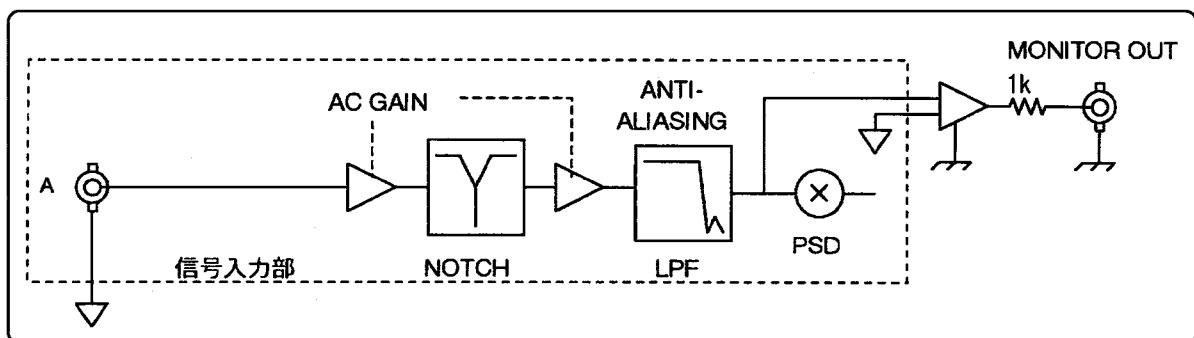 MONITOR OUT
1k
AC GAIN
ANTI-
ALIASING
A
PSD
信号入力部
NOTCH
LPF